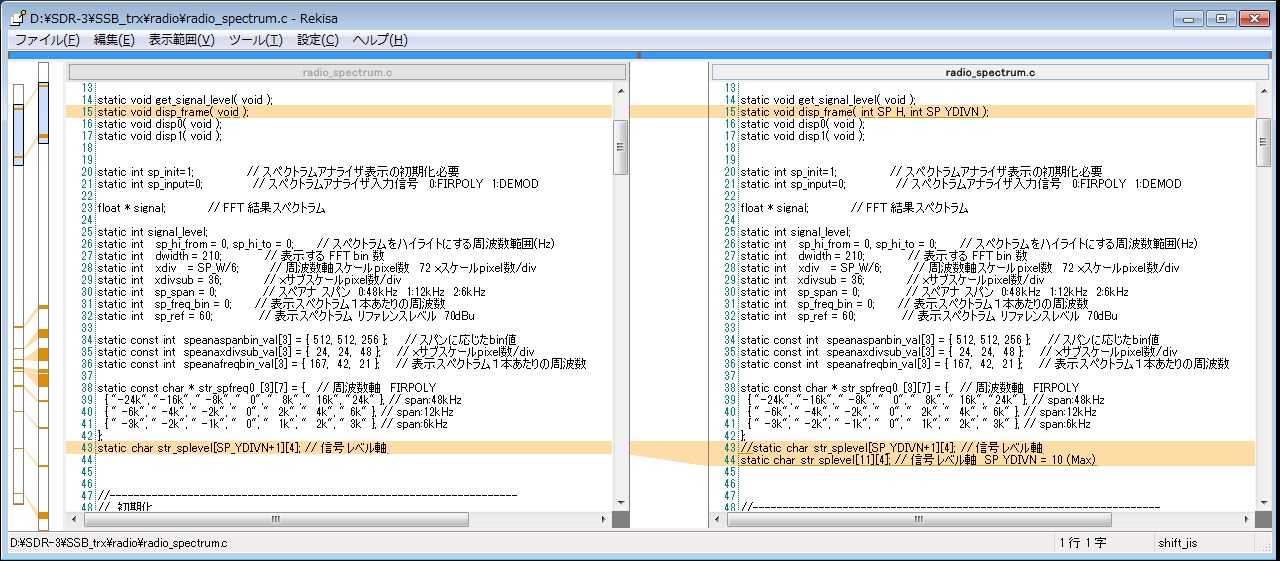 D:¥SDR-3¥SSB_trx¥radio¥radio_spectrum.c - Rekisa
ファイル(F) 編集(E) 表示範囲(V) ツール(T) 設定(C) ヘルプ(H)
radio_spectrum.c
13
14 static void get_signal_level( void );
15 static void disp_frame( void );
16 static void disp0( void );
17 static void disp1( void );
18
19
20 static int sp_init=1; // スペクトラムアナライザ表示の初期化必要
21 static int sp_input=0; // スペクトラムアナライザ入力信号 0:FIRPOLY 1:DEMOD
22
23 float * signal; // FFT 結果スペクトラム
24
25 static int signal_level;
26 static int sp_hi_from = 0, sp_hi_to = 0; // スペクトラムをハイライトにする周波数範囲(Hz)
27 static int dwidth = 210; // 表示する FFT bin 数
28 static int xdiv = SP_W/6; // 周波数軸スケールpixel数 72 xスケールpixel数/div
29 static int xdivsub = 36; // xサブスケールpixel数/div
30 static int sp_span = 0; // スペアナ スパン 0:48kHz 1:12kHz 2:6kHz
31 static int sp_freq_bin = 0; // 表示スペクトラム1本あたりの周波数
32 static int sp_ref = 60; // 表示スペクトラム リファレンスレベル 70dBu
33
34 static const int speanaspanbin_val[3] = { 512, 512, 256 }; // スパンに応じたbin値
35 static const int speanaxdivsub_val[3] = { 24, 24, 48 }; // xサブスケールpixel数/div
36 static const int speanafreqbin_val[3] = { 167, 42, 21 }; // 表示スペクトラム1本あたりの周波数
37
38 static const char * str_spfreq0 [3][7] = { // 周波数軸 FIRPOLY
39 { "-24k", "-16k", " -8k", " 0", " 8k", " 16k", "24k" }, // span:48kHz
40 { " -6k", " -4k", " -2k", " 0", " 2k", " 4k", " 6k" }, // span:12kHz
41 { " -3k", " -2k", " -1k", " 0", " 1k", " 2k", " 3k" } // span:6kHz
42 };
43 static char str_splevel[SP_YDIVN+1][4]; // 信号レベル軸
44
45
46
47 //--------------------------------------------------------------------
48 // 初期化
radio_spectrum.c
13
14 static void get_signal_level( void );
15 static void disp_frame( int SP_H, int SP_YDIVN );
16 static void disp0( void );
17 static void disp1( void );
18
19
20 static int sp_init=1; // スペクトラムアナライザ表示の初期化必要
21 static int sp_input=0; // スペクトラムアナライザ入力信号 0:FIRPOLY 1:DEMOD
22
23 float * signal; // FFT 結果スペクトラム
24
25 static int signal_level;
26 static int sp_hi_from = 0, sp_hi_to = 0; // スペクトラムをハイライトにする周波数範囲(Hz)
27 static int dwidth = 210; // 表示する FFT bin 数
28 static int xdiv = SP_W/6; // 周波数軸スケールpixel数 72 xスケールpixel数/div
29 static int xdivsub = 36; // xサブスケールpixel数/div
30 static int sp_span = 0; // スペアナ スパン 0:48kHz 1:12kHz 2:6kHz
31 static int sp_freq_bin = 0; // 表示スペクトラム1本あたりの周波数
32 static int sp_ref = 60; // 表示スペクトラム リファレンスレベル 70dBu
33
34 static const int speanaspanbin_val[3] = { 512, 512, 256 }; // スパンに応じたbin値
35 static const int speanaxdivsub_val[3] = { 24, 24, 48 }; // xサブスケールpixel数/div
36 static const int speanafreqbin_val[3] = { 167, 42, 21 }; // 表示スペクトラム1本あたりの周波数
37
38 static const char * str_spfreq0 [3][7] = { // 周波数軸 FIRPOLY
39 { "-24k", "-16k", " -8k", " 0", " 8k", " 16k", "24k" }, // span:48kHz
40 { " -6k", " -4k", " -2k", " 0", " 2k", " 4k", " 6k" }, // span:12kHz
41 { " -3k", " -2k", " -1k", " 0", " 1k", " 2k", " 3k" } // span:6kHz
42 };
43 //static char str_splevel[SP_YDIVN+1][4]; // 信号レベル軸
44 static char str_splevel[11][4]; // 信号レベル軸 SP_YDIVN = 10 (Max)
45
46
47
48 //--------------------------------------------------------------------
D:¥SDR-3¥SSB_trx¥radio¥radio_spectrum.c 1 行 1 字 shift_jis